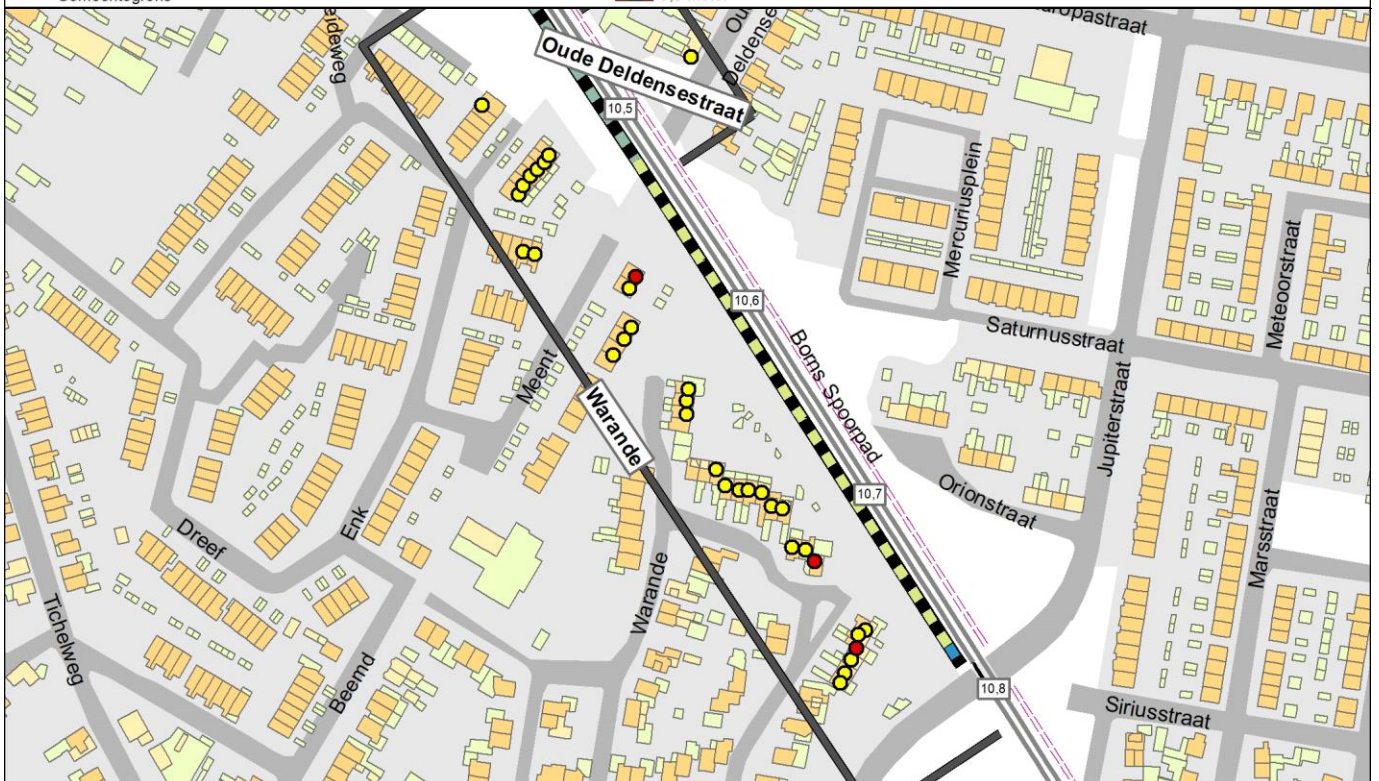 Gemeentegrens
Oude Deldensestraat
10,5
Mercuriusplein
Meteoorstraat
10,6
Saturnusstraat
Borns Spoorpad
Meent
Warande
Jupiterstraat
10,7
Orionstraat
Marsstraat
Dreef
Enk
Warande
Tichelweg
Beemd
10,8
Siriusstraat